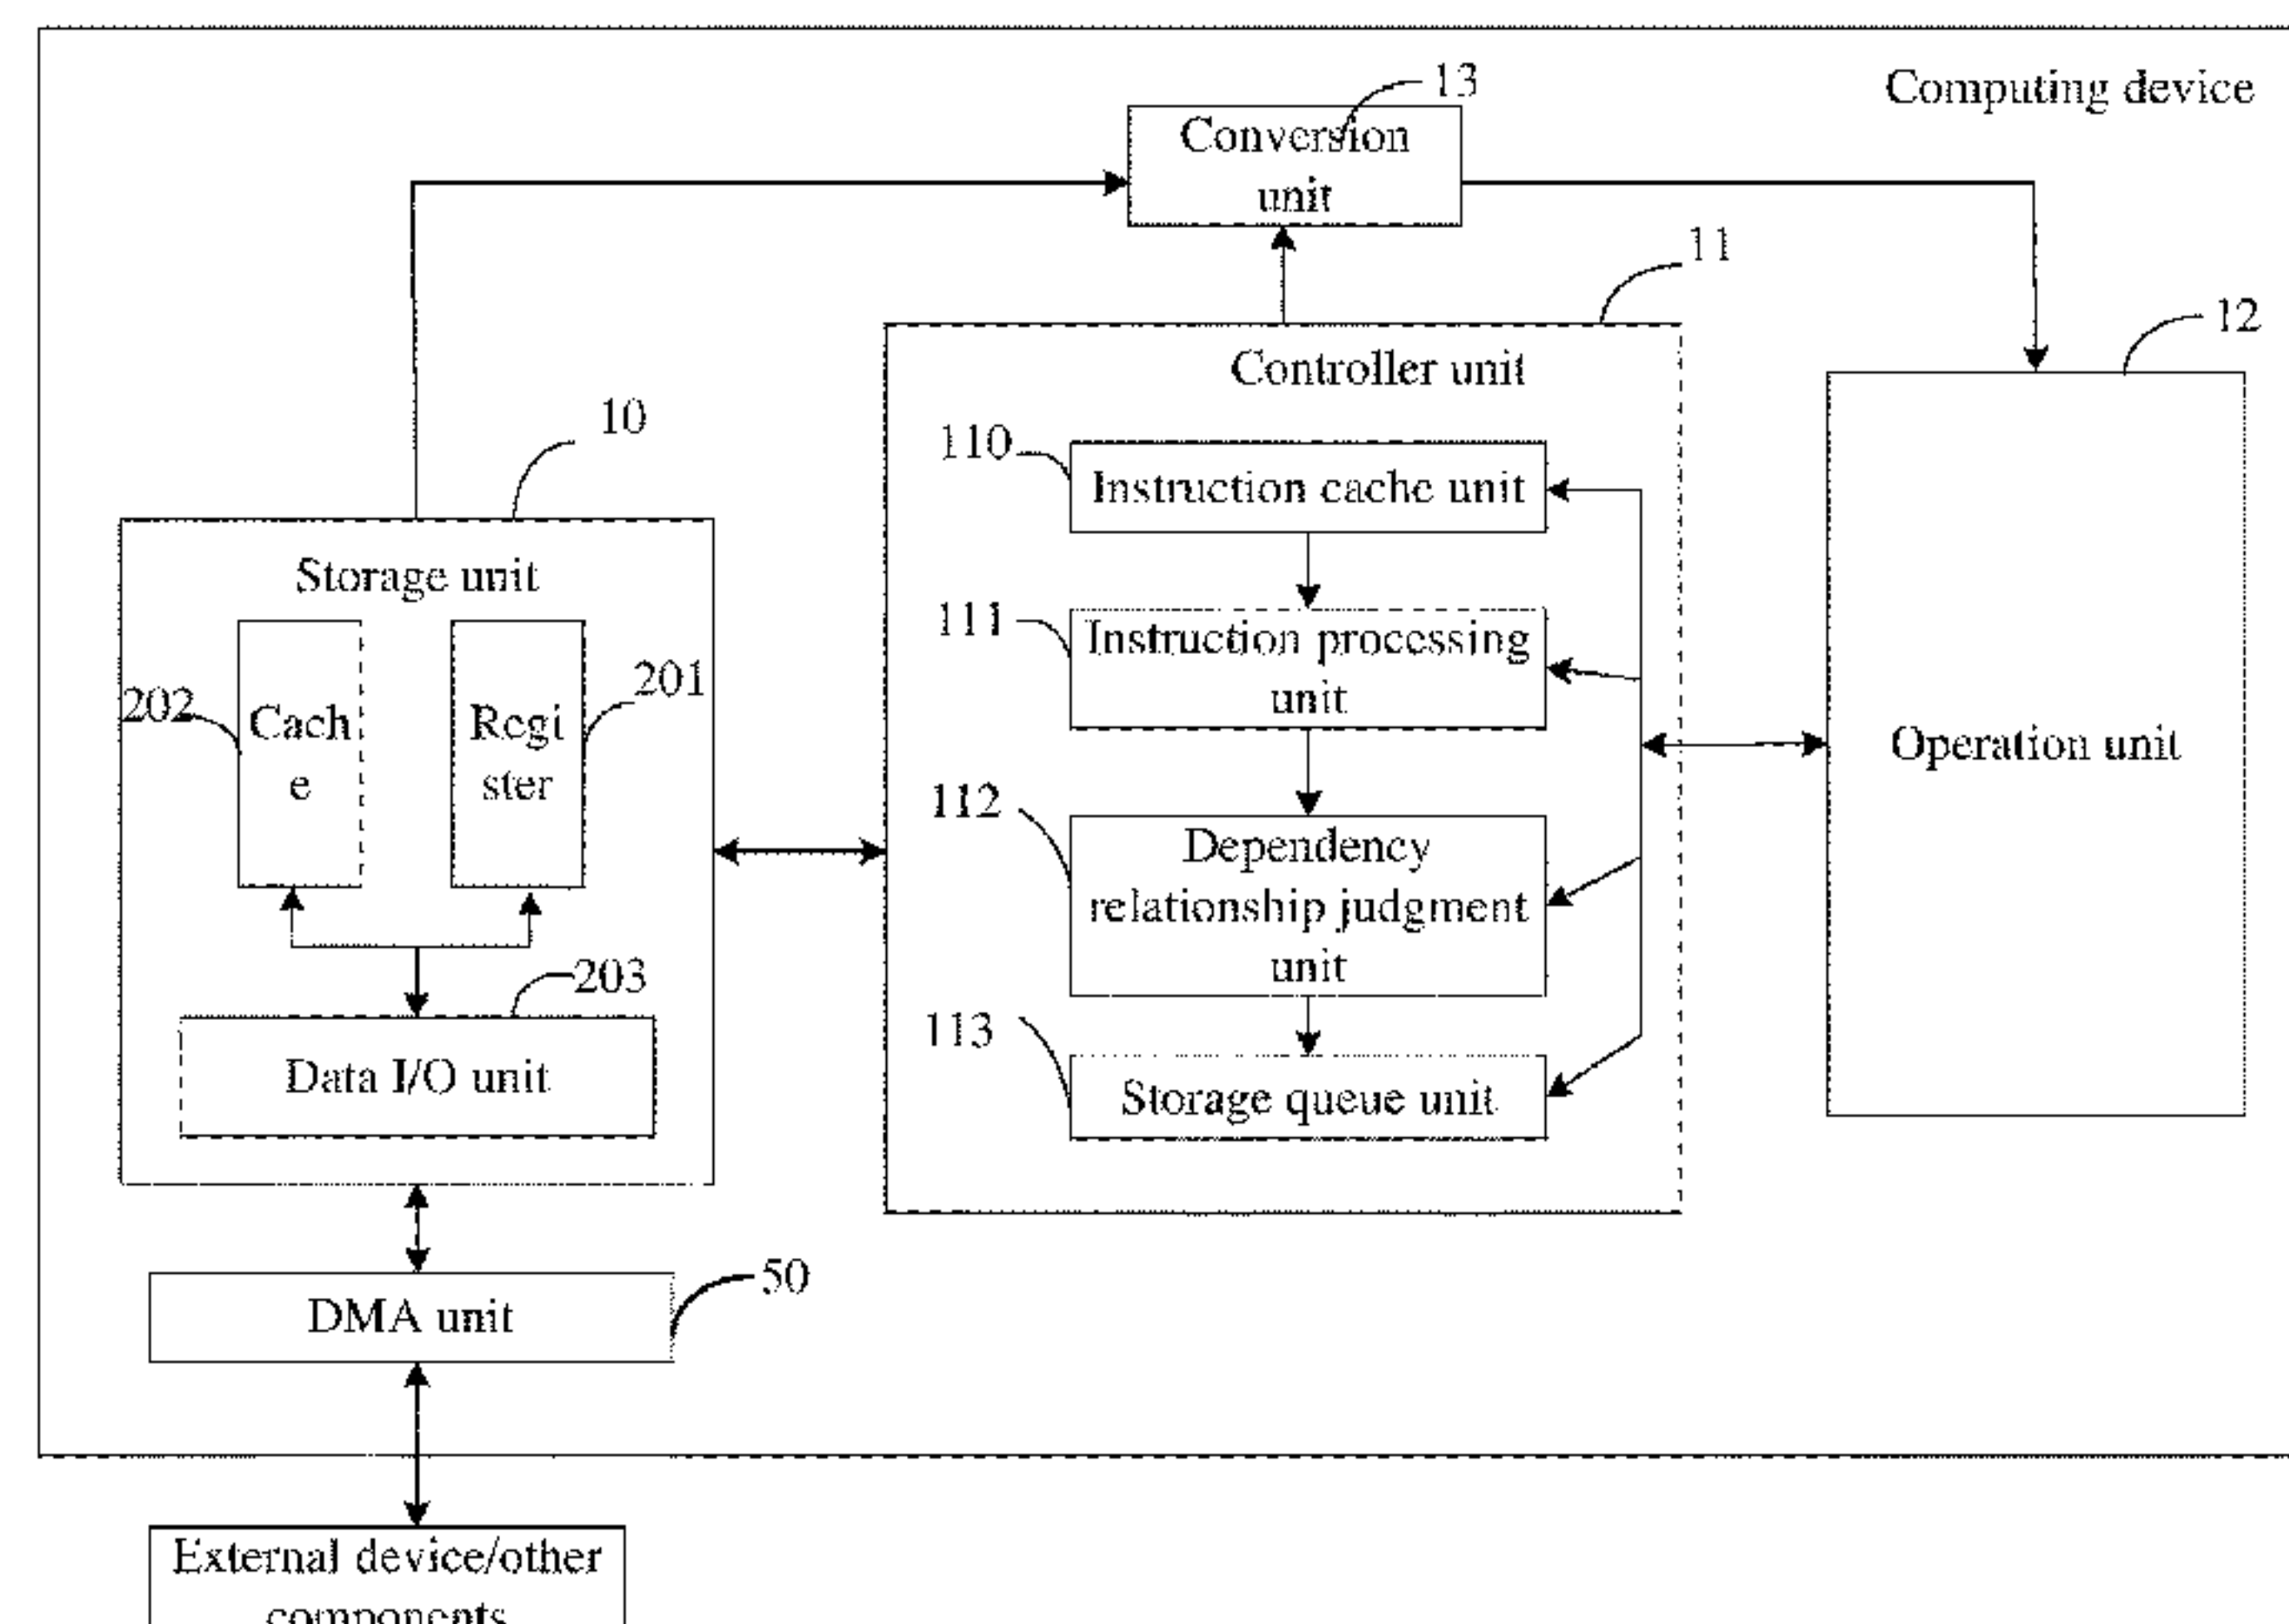 Computing device
13
Conversion
unit
11
12
Controller unit
10
110
Instruction cache unit
Storage unit
111
Instruction processing
unit
202
201
Cach
e
Regi
ster
Operation unit
112
Dependency
relationship judgment
unit
203
Data I/O unit
113
Storage queue unit
50
DMA unit
External device/other
components